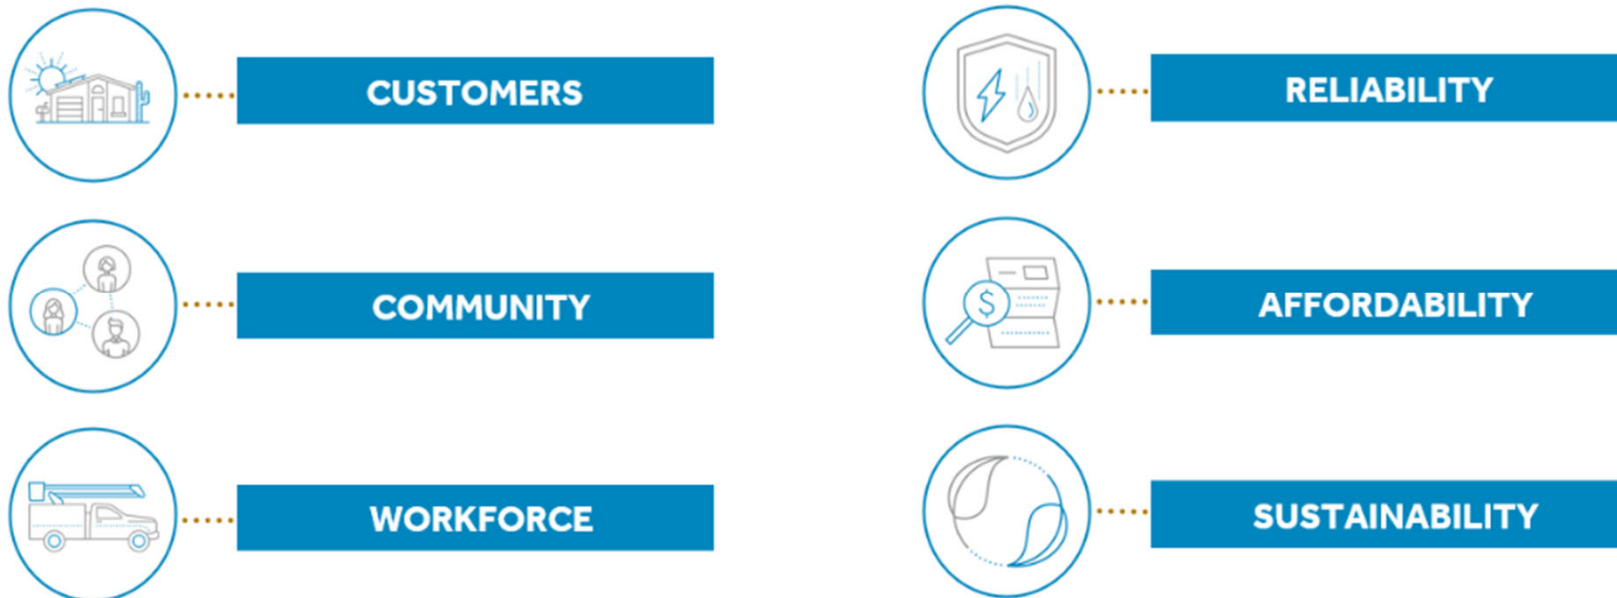 CUSTOMERS
COMMUNITY
WORKFORCE
RELIABILITY
$
AFFORDABILITY
SUSTAINABILITY